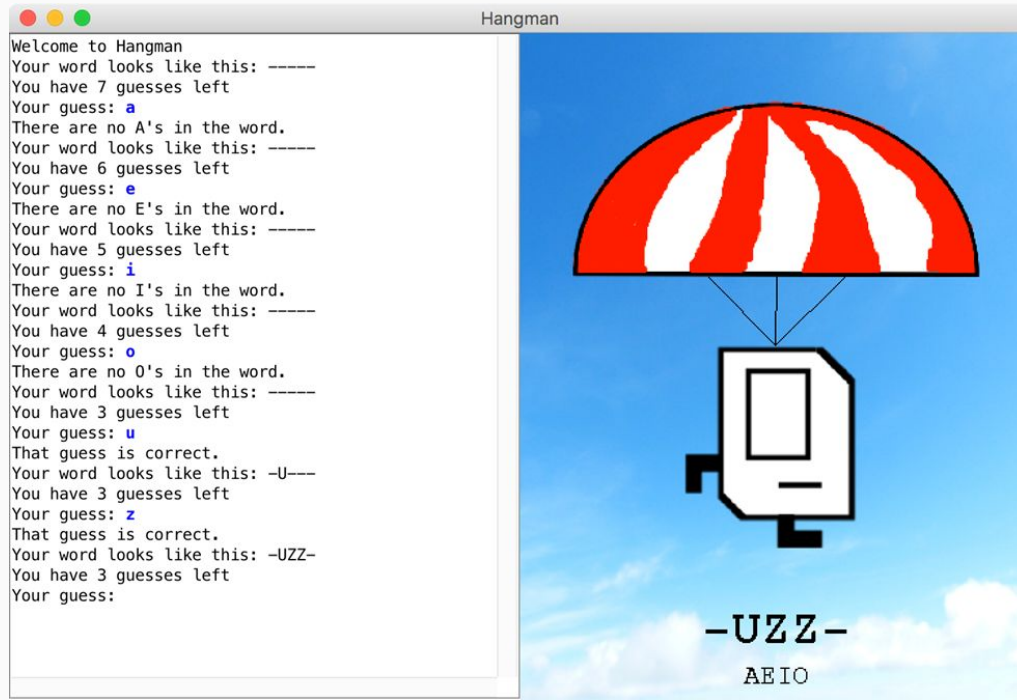 Hangman
Welcome to Hangman
Your word looks like this: -----
You have 7 guesses left
Your guess: a
There are no A's in the word.
Your word looks like this: -----
You have 6 guesses left
Your guess: e
There are no E's in the word.
Your word looks like this: -----
You have 5 guesses left
Your guess: i
There are no I's in the word.
Your word looks like this: -----
You have 4 guesses left
Your guess: o
There are no O's in the word.
Your word looks like this: -----
You have 3 guesses left
Your guess: u
That guess is correct.
Your word looks like this: -U---
You have 3 guesses left
Your guess: z
That guess is correct.
Your word looks like this: -UZZ-
You have 3 guesses left
Your guess:
-UZZ-
AEIO